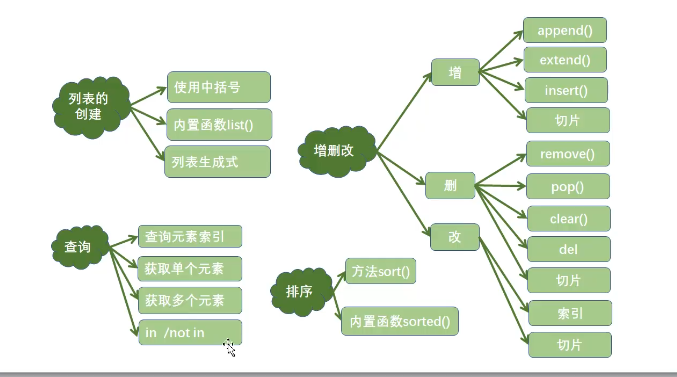 列表的
创建
使用中括号
内置函数list()
列表生成式
查询
查询元素索引
获取单个元素
获取多个元素
in /not in
增删改
增
append()
extend()
insert()
切片
删
remove()
pop()
clear()
del
切片
改
索引
切片
排序
方法sort()
内置函数sorted()